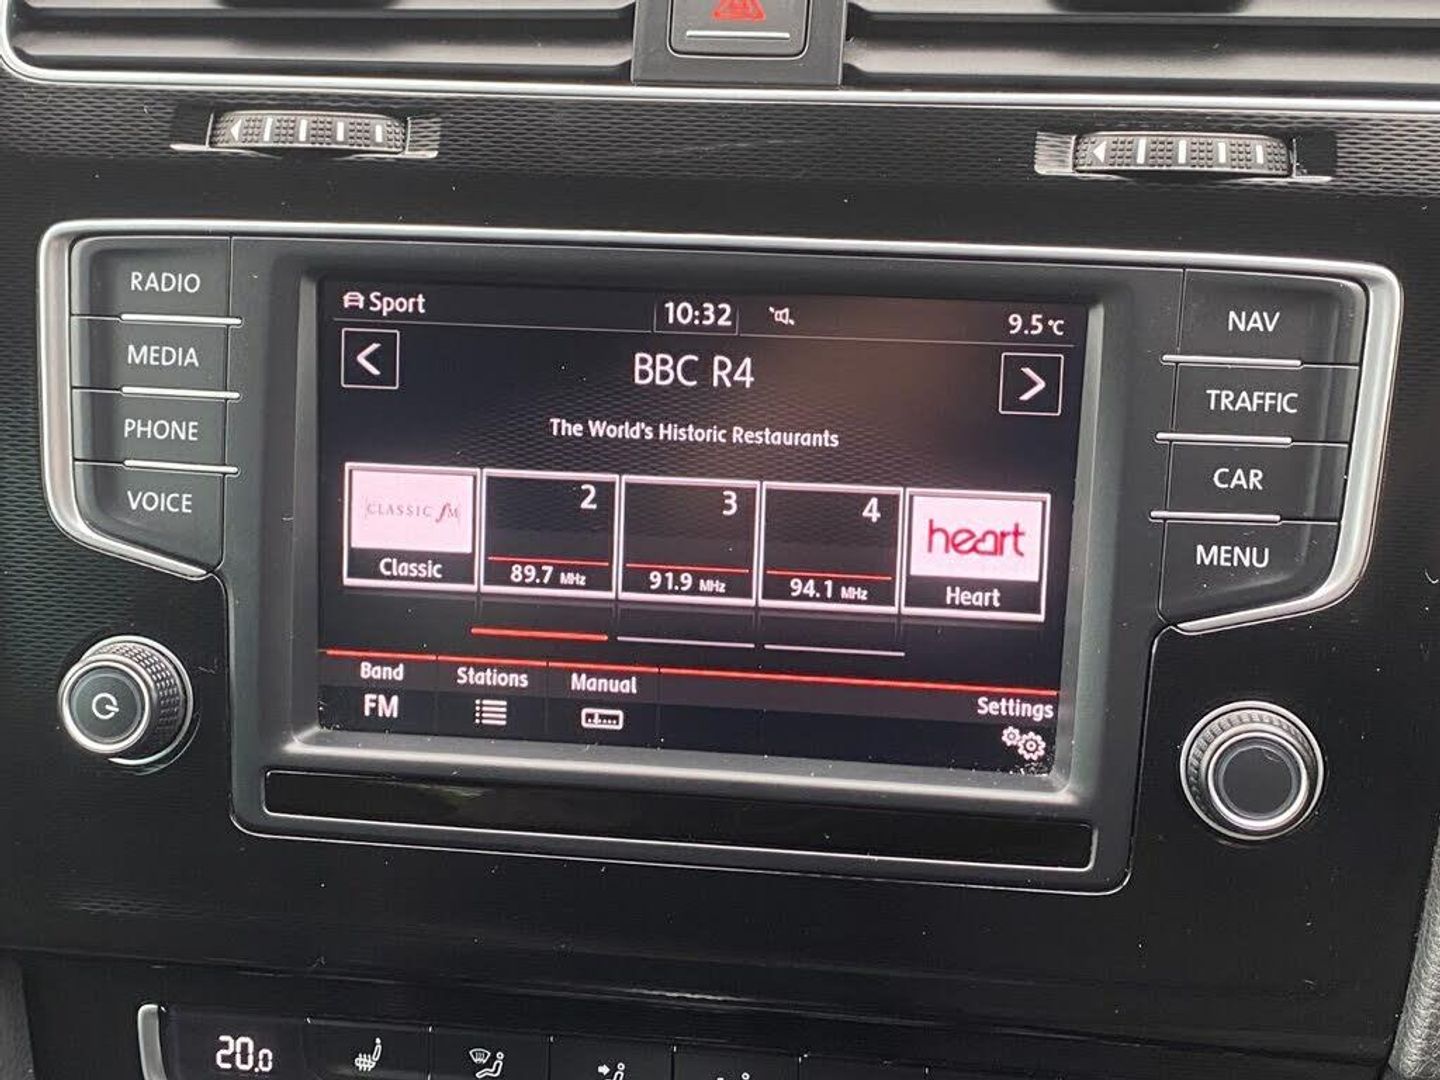 RADIO
MEDIA
PHONE
VOICE
Sport
10:32
9.5 °C
BBC R4
The World's Historic Restaurants
CLASSIC fM
Classic
2
89.7 MHz
3
91.9 MHz
4
94.1 MHz
heart
Heart
Band
FM
Stations
Manual
Settings
NAV
TRAFFIC
CAR
MENU
20.0